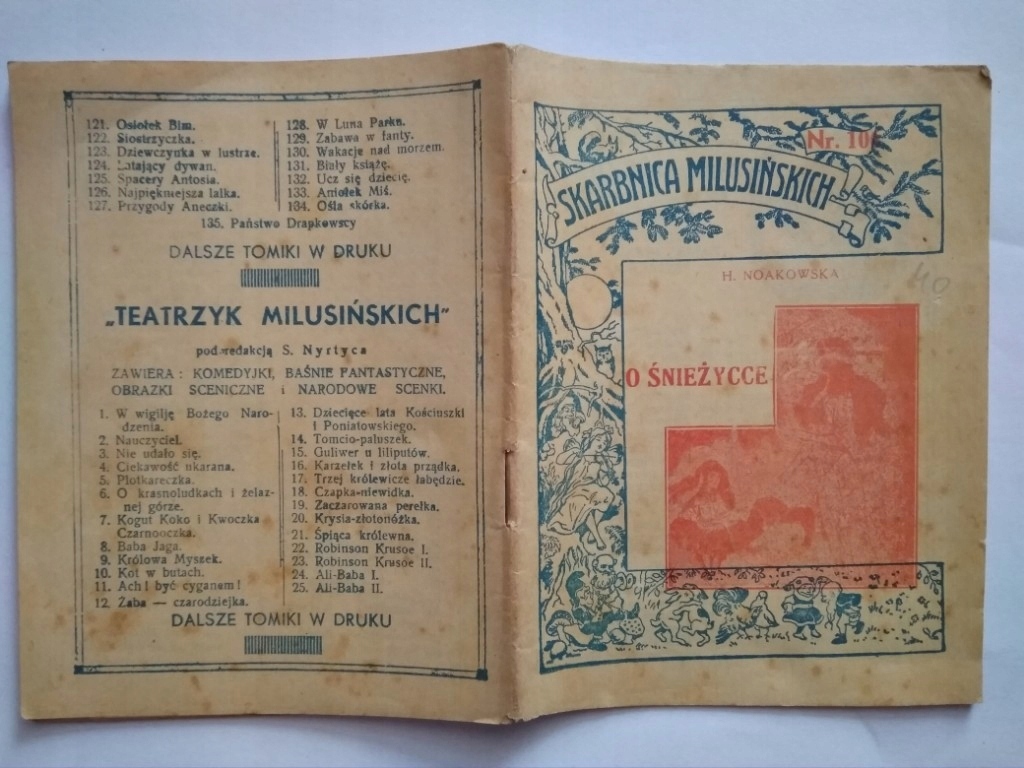 121. Osiołek Bim.
122. Siostrzyczka.
123. Dziewczynka w lustrze.
124. Latający dywan.
125. Spacery Antosia.
126. Najpiękniejsza lalka.
127. Przygody Aneczki.
128. W Luna Parku.
129. Zabawa w fanty.
130. Wakacje nad morzem.
131. Biały książę.
132. Ucz się dziecię.
133. Aniołek Miś.
134. Ośla skórka.
135. Państwo Drapkowscy
DALSZE TOMIKI W DRUKU
„TEATRZYK MILUSIŃSKICH"
pod redakcją S. Nyrtyca
ZAWIERA: KOMEDYJKI, BAŚNIE FANTASTYCZNE,
OBRAZKI SCENICZNE i NARODOWE SCENKI.
1. W wigilję Bożego Naro-
dzenia.
2. Nauczyciel.
3. Nie udało się.
4. Ciekawość ukarana.
5. Plotkareczka.
6. O krasnoludkach i żelaz-
nej górze.
7. Kogut Koko i Kwoczka
Czarnooczka.
8. Baba Jaga.
9. Królowa Myszek.
10. Kot w butach.
11. Ach! być cyganem!
12. Żaba — czarodziejka.
13. Dziecięce lata Kościuszki
i Poniatowskiego.
14. Tomcio-paluszek.
15. Guliwer u liliputów.
16. Karzełek i złota prządka.
17. Trzej królewicze łabędzie.
18. Czapka-niewidka.
19. Zaczarowana perełka.
20. Krysia-złotonóżka.
21. Śpiąca królewna.
22. Robinson Krusoe I.
23. Robinson Krusoe II.
24. Ali-Baba I.
25. Ali-Baba II.
DALSZE TOMIKI W DRUKU
Nr. 10
SKARBNICA MILUSIŃSKICH
H. NOAKOWSKA
40
O ŚNIEŻYCCE